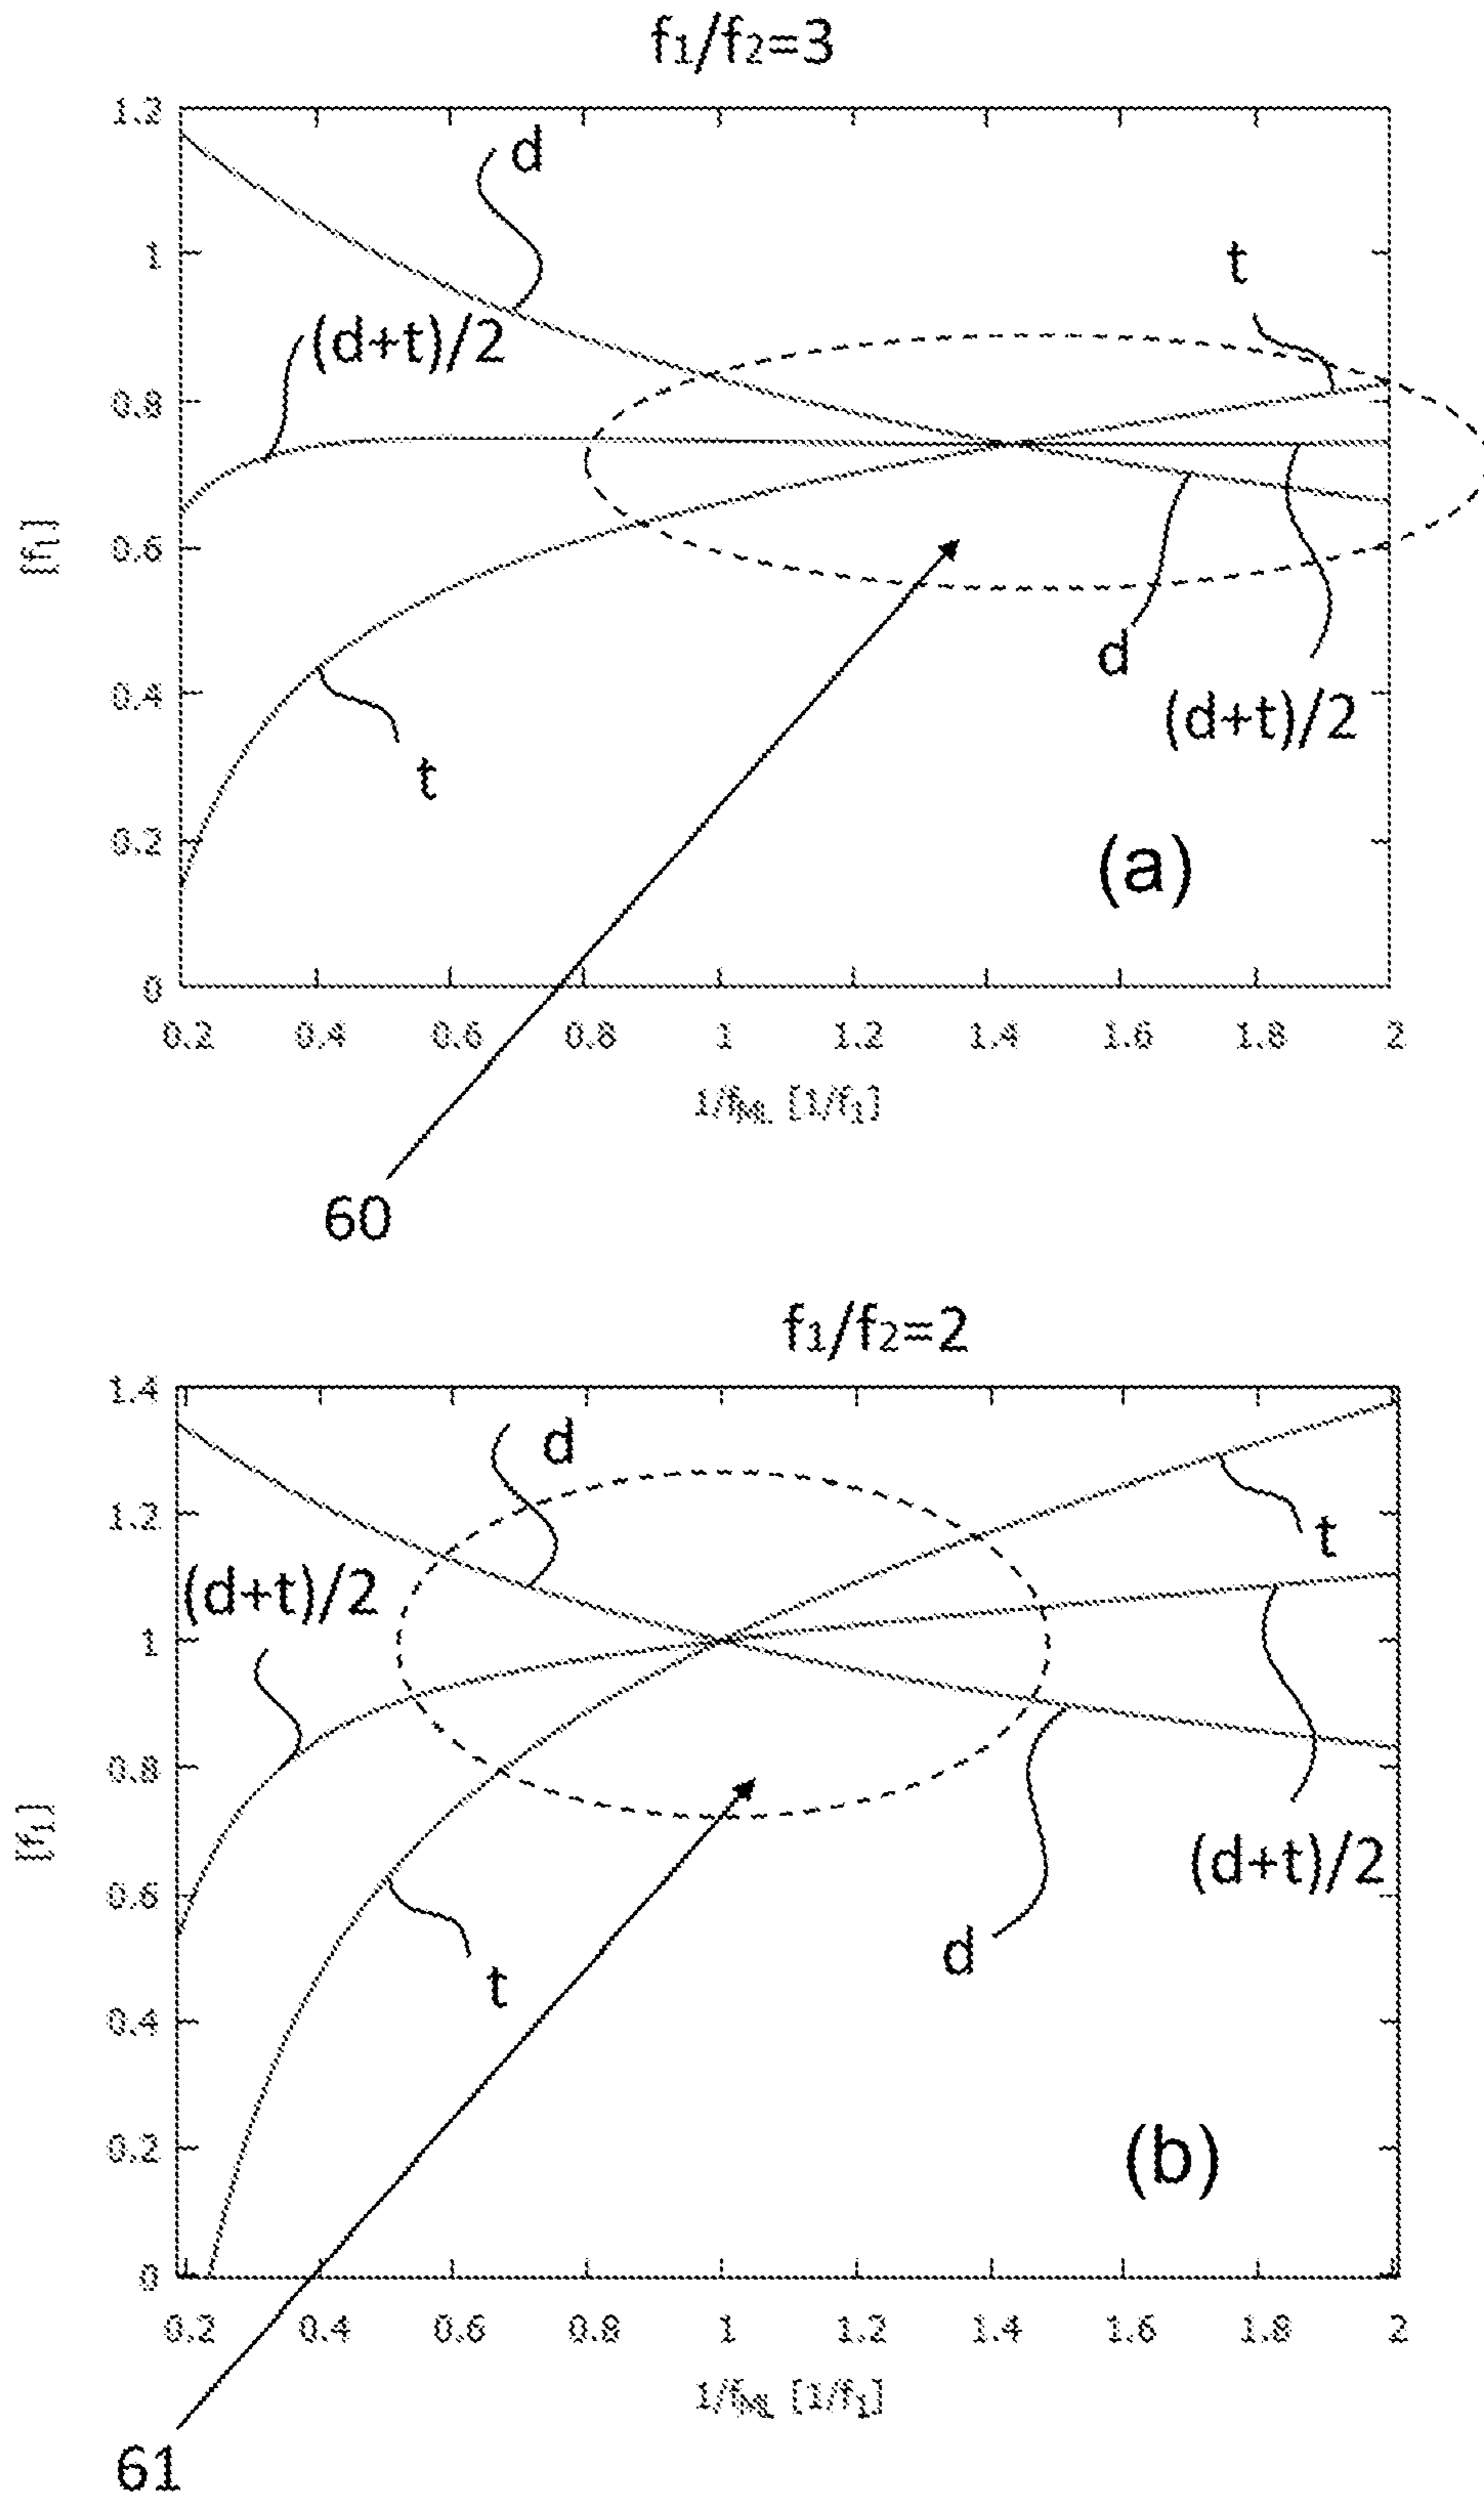 f1/f2=3
1.2
d
1
t
(d+t)/2
0.8
[f1]
0.6
d
0.4
(d+t)/2
t
0.2
(a)
0
0.2 0.4 0.6 0.8 1 1.2 1.4 1.6 1.8 2
1/fML [1/f1]
60
f1/f2=2
1.4
d
1.2
t
(d+t)/2
1
0.8
[f1]
(d+t)/2
0.6
d
t
0.4
0.2
(b)
0
0.2 0.4 0.6 0.8 1 1.2 1.4 1.6 1.8 2
1/fML [1/f1]
61